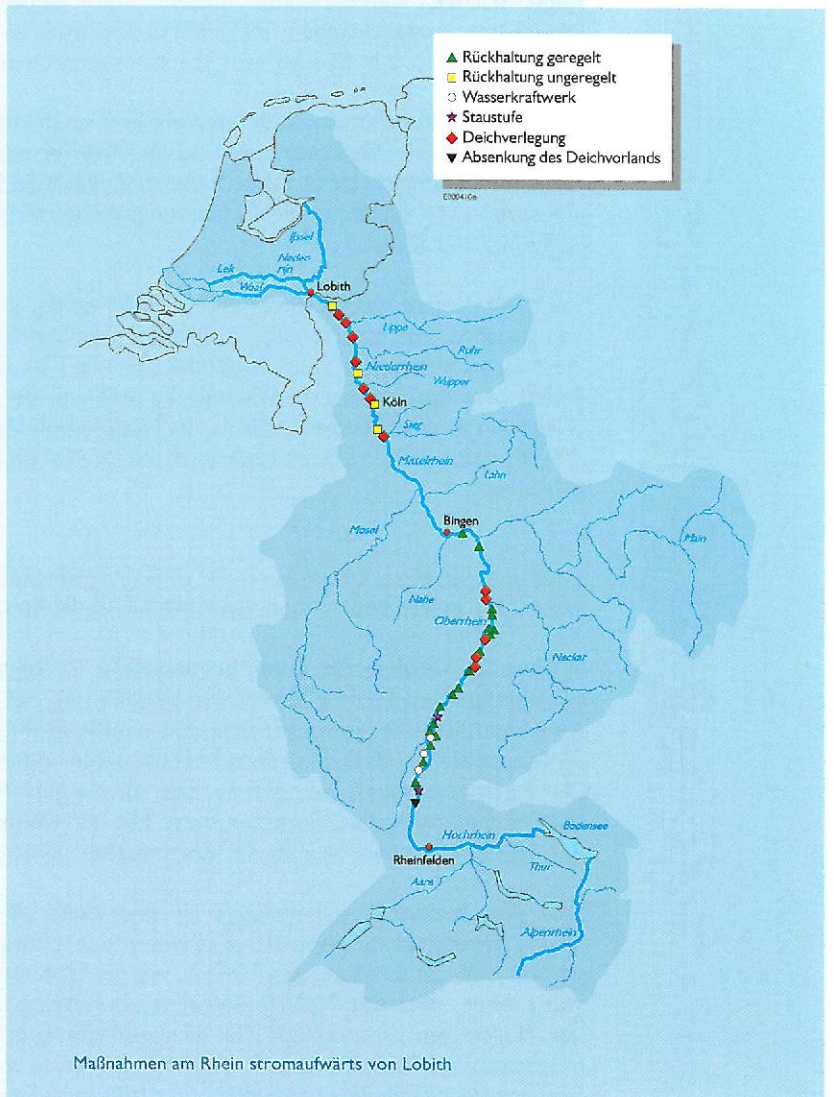 Rückhaltung geregelt
Rückhaltung ungeregelt
Wasserkraftwerk
Staustufe
Deichverlegung
Absenkung des Deichvorlands
E000410e
IJssel
Neder-
rijn
Lek
Waal
Lobith
Lippe
Ruhr
Niederrhein
Wupper
Köln
Sieg
Mittelrhein
Lahn
Bingen
Mosel
Main
Nahe
Oberrhein
Neckar
Hochrhein
Bodensee
Rheinfelden
Thur
Aare
Alpenrhein
Maßnahmen am Rhein stromaufwärts von Lobith